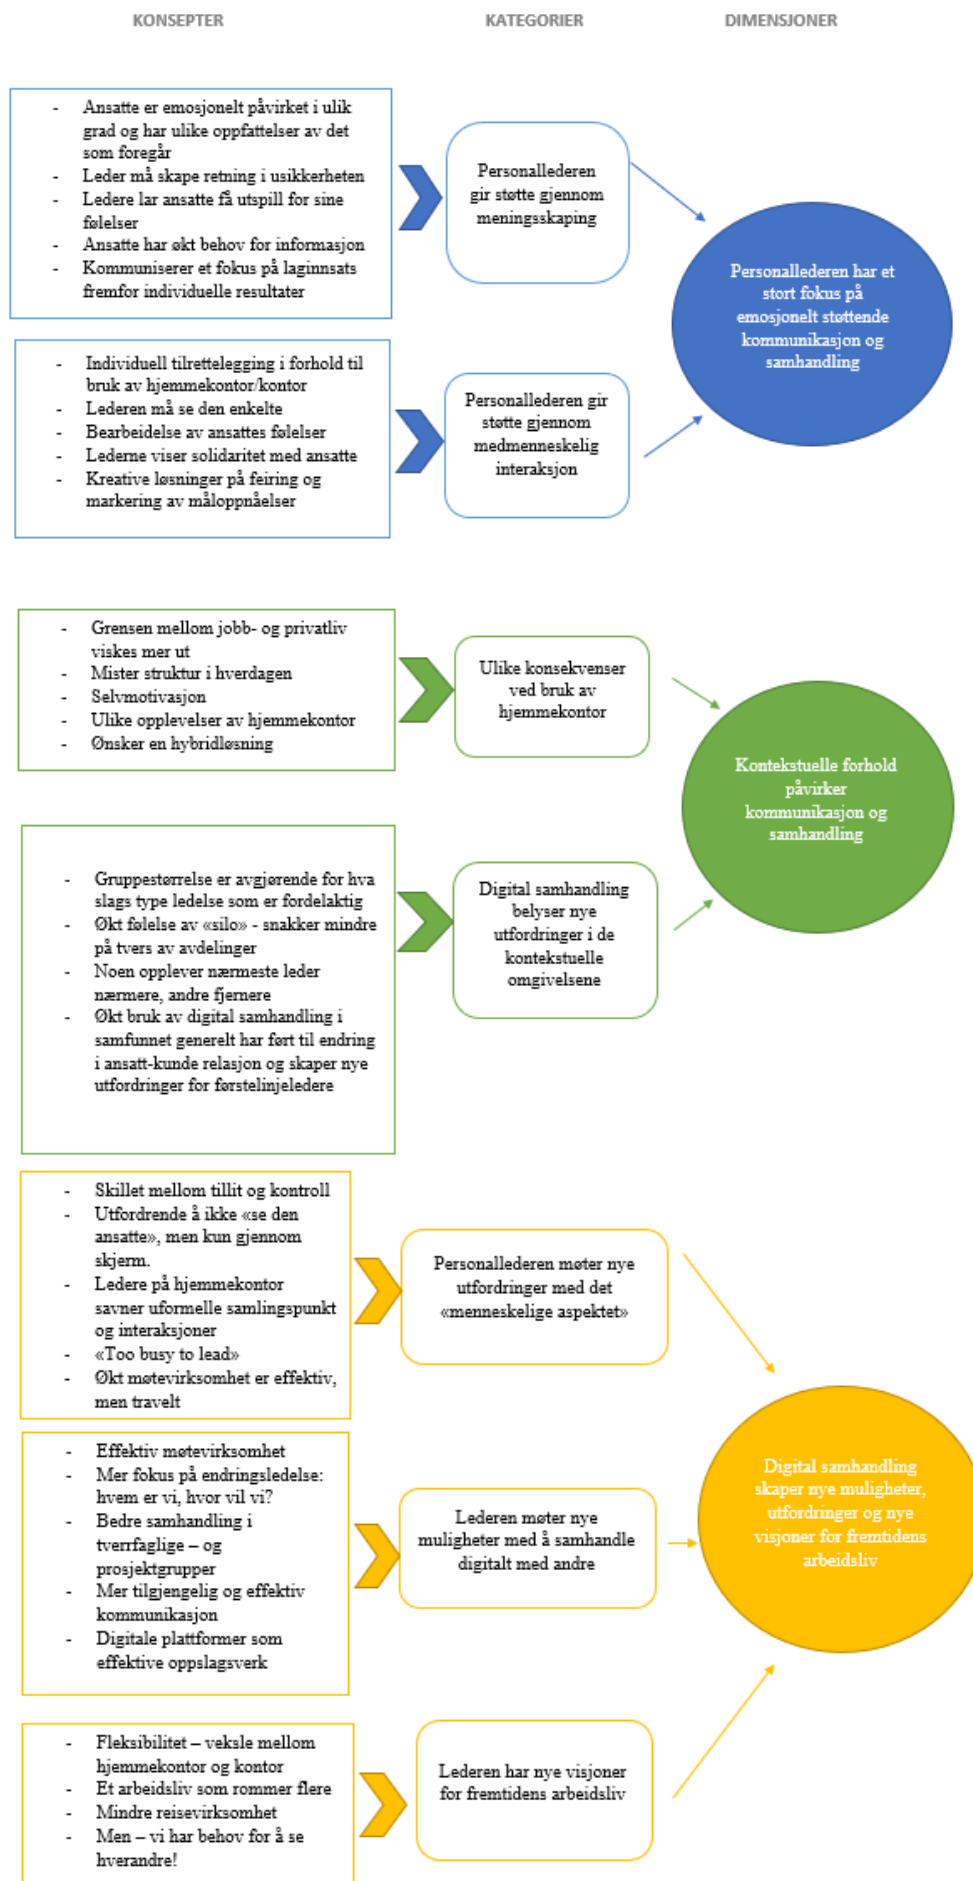 KONSEPTER
KATEGORIER
DIMENSJONER
- Ansatte er emosjonelt påvirket i ulik
grad og har ulike oppfattelser av det
som foregår
- Leder må skape retning i usikkerheten
- Ledere lar ansatte få utspill for sine
følelser
- Ansatte har økt behov for informasjon
- Kommuniserer et fokus på laginnsats
fremfor individuelle resultater
Personallederen
gir støtte gjennom
meningsskaping
Personallederen har et
stort fokus på
emosjonelt støttende
kommunikasjon og
samhandling
- Individuell tilrettelegging i forhold til
bruk av hjemmekontor/kontor
- Lederen må se den enkelte
- Bearbeidelse av ansattes følelser
- Lederne viser solidaritet med ansatte
- Kreative løsninger på feiring og
markering av måloppnåelser
Personallederen gir
støtte gjennom
medmenneskelig
interaksjon
- Grensen mellom jobb- og privatliv
viskes mer ut
- Mister struktur i hverdagen
- Selvmotivasjon
- Ulike opplevelser av hjemmekontor
- Ønsker en hybridløsning
Ulike konsekvenser
ved bruk av
hjemmekontor
Kontekstuelle forhold
påvirker
kommunikasjon og
samhandling
- Gruppestørrelse er avgjørende for hva
slags type ledelse som er fordelaktig
- Økt følelse av «silo» - snakker mindre
på tvers av avdelinger
- Noen opplever nærmeste leder
nærmere, andre fjernere
- Økt bruk av digital samhandling i
samfunnet generelt har ført til endring
i ansatt-kunde relasjon og skaper nye
utfordringer for førstelinjeledere
Digital samhandling
belyser nye
utfordringer i de
kontekstuelle
omgivelsene
- Skillet mellom tillit og kontroll
- Utfordrende å ikke «se den
ansatte», men kun gjennom
skjerm.
- Ledere på hjemmekontor
savner uformelle samlingspunkt
og interaksjoner
- «Too busy to lead»
- Økt møtevirksomhet er effektiv,
men travelt
Personallederen møter nye
utfordringer med det
«menneskelige aspektet»
- Effektiv møtevirksomhet
- Mer fokus på endringsledelse:
hvem er vi, hvor vil vi?
- Bedre samhandling i
tverrfaglige – og
prosjektgrupper
- Mer tilgjengelig og effektiv
kommunikasjon
- Digitale plattformer som
effektive oppslagsverk
Lederen møter nye
muligheter med å samhandle
digitalt med andre
Digital samhandling
skaper nye muligheter,
utfordringer og nye
visjoner for fremtidens
arbeidsliv
- Fleksibilitet – veksle mellom
hjemmekontor og kontor
- Et arbeidsliv som rommer flere
- Mindre reisevirksomhet
- Men – vi har behov for å se
hverandre!
Lederen har nye visjoner
for fremtidens arbeidsliv